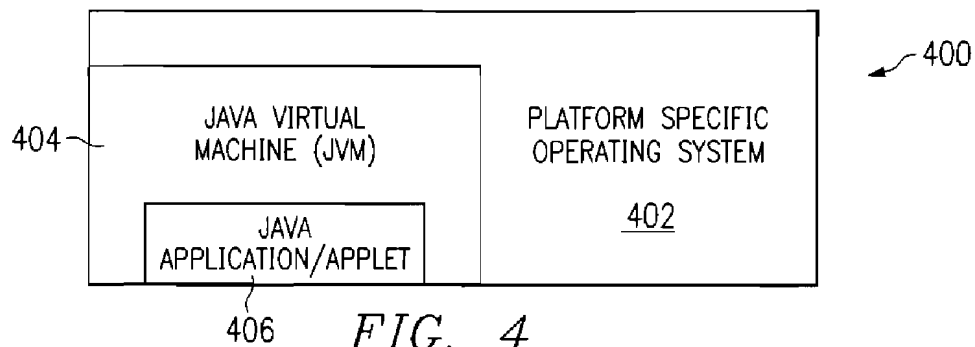 400
404
JAVA VIRTUAL
MACHINE (JVM)
PLATFORM SPECIFIC
OPERATING SYSTEM
402
JAVA
APPLICATION/APPLET
406
FIG. 4